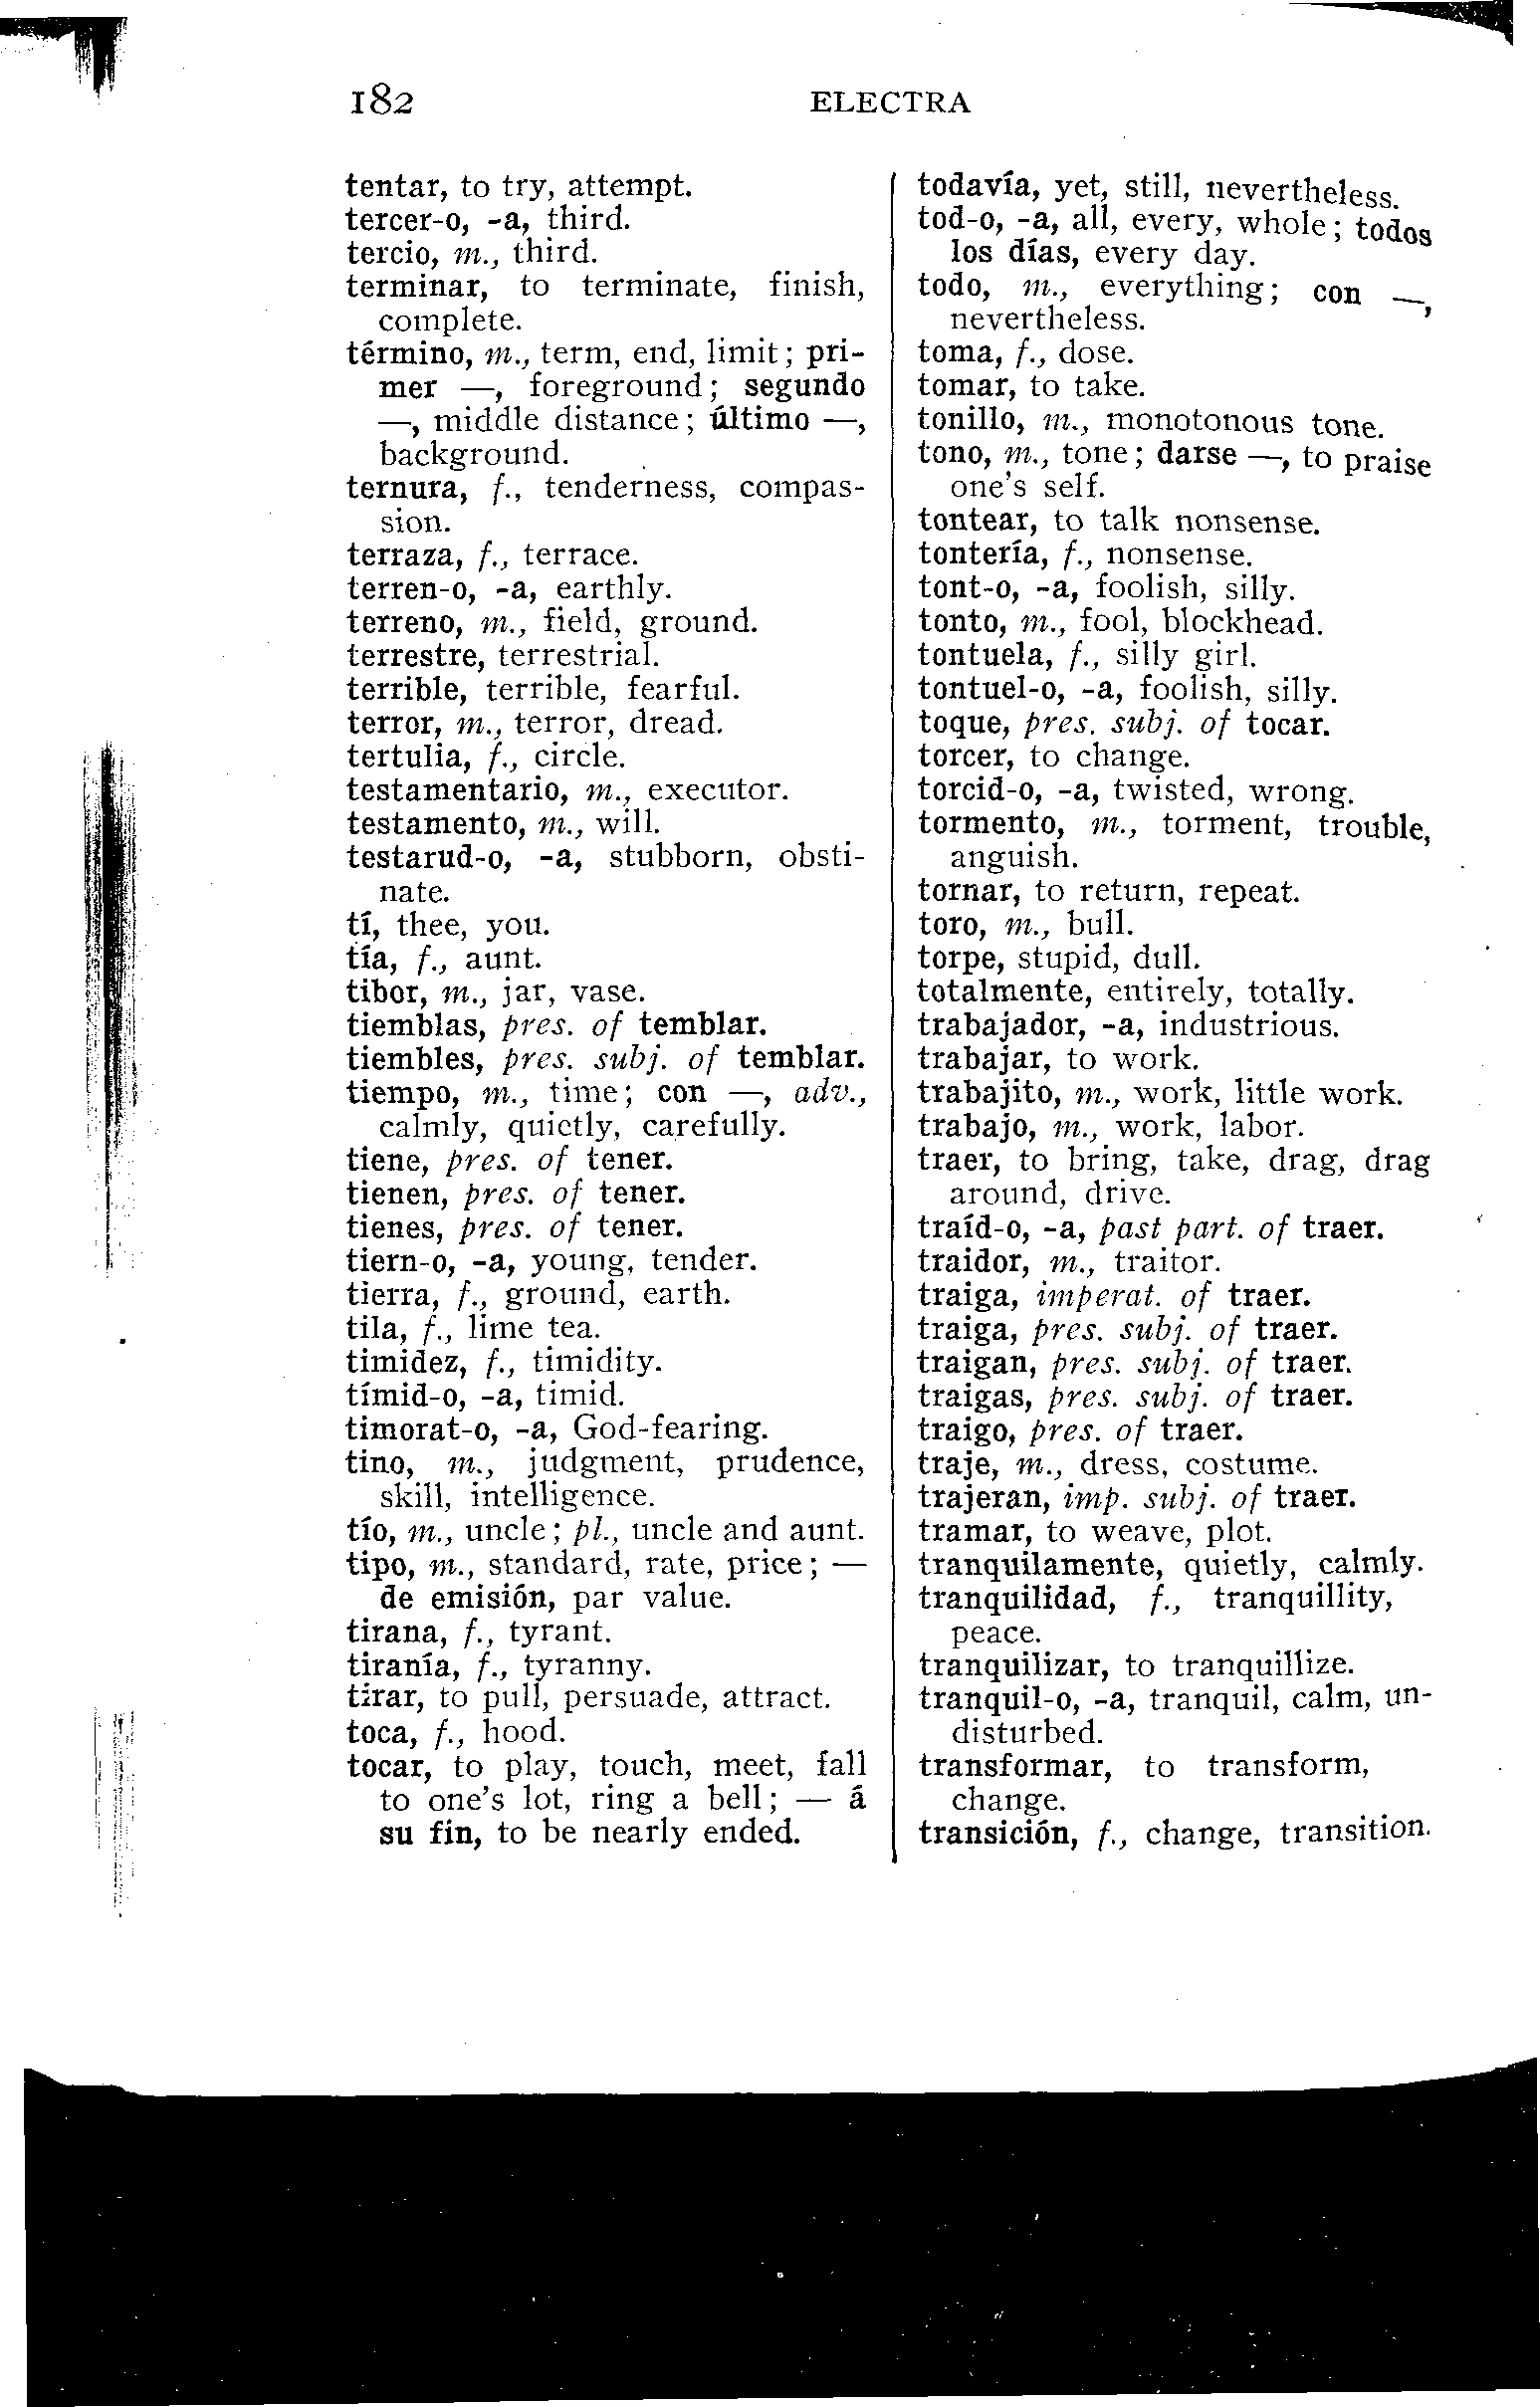 182 ELECTRA
tentar, to try, attempt.
tercer-o, -a, third.
tercio, m., third.
terminar, to terminate, finish,
complete.
término, m., term, end, limit; pri-
mer —, foreground; segundo
—, middle distance; último —,
background.
ternura, f., tenderness, compas-
sion.
terraza, f., terrace.
terren-o, -a, earthly.
terreno, m., field, ground.
terrestre, terrestrial.
terrible, terrible, fearful.
terror, m., terror, dread.
tertulia, f., circle.
testamentario, m., executor.
testamento, m., will.
testarud-o, -a, stubborn, obsti-
nate.
tí, thee, you.
tía, f., aunt.
tibor, m., jar, vase.
tiemblas, pres. of temblar.
tiembles, pres. subj. of temblar.
tiempo, m., time; con —, adv.,
calmly, quietly, carefully.
tiene, pres. of tener.
tienen, pres. of tener.
tienes, pres. of tener.
tiern-o, -a, young, tender.
tierra, f., ground, earth.
tila, f., lime tea.
timidez, f., timidity.
tímid-o, -a, timid.
timorat-o, -a, God-fearing.
tino, m., judgment, prudence,
skill, intelligence.
tío, m., uncle; pl., uncle and aunt.
tipo, m., standard, rate, price; —
de emisión, par value.
tirana, f., tyrant.
tiranía, f., tyranny.
tirar, to pull, persuade, attract.
toca, f., hood.
tocar, to play, touch, meet, fall
to one's lot, ring a bell; — á
su fin, to be nearly ended.
todavía, yet, still, nevertheless.
tod-o, -a, all, every, whole; todos
los días, every day.
todo, m., everything; con —,
nevertheless.
toma, f., dose.
tomar, to take.
tonillo, m., monotonous tone.
tono, m., tone; darse —, to praise
one's self.
tontear, to talk nonsense.
tontería, f., nonsense.
tont-o, -a, foolish, silly.
tonto, m., fool, blockhead.
tontuela, f., silly girl.
tontuel-o, -a, foolish, silly.
toque, pres. subj. of tocar.
torcer, to change.
torcid-o, -a, twisted, wrong.
tormento, m., torment, trouble,
anguish.
tornar, to return, repeat.
toro, m., bull.
torpe, stupid, dull.
totalmente, entirely, totally.
trabajador, -a, industrious.
trabajar, to work.
trabajito, m., work, little work.
trabajo, m., work, labor.
traer, to bring, take, drag, drag
around, drive.
traíd-o, -a, past part. of traer.
traidor, m., traitor.
traiga, imperat. of traer.
traiga, pres. subj. of traer.
traigan, pres. subj. of traer.
traigas, pres. subj. of traer.
traigo, pres. of traer.
traje, m., dress, costume.
trajeran, imp. subj. of traer.
tramar, to weave, plot.
tranquilamente, quietly, calmly.
tranquilidad, f., tranquillity,
peace.
tranquilizar, to tranquillize.
tranquil-o, -a, tranquil, calm, un-
disturbed.
transformar, to transform,
change.
transición, f., change, transition.